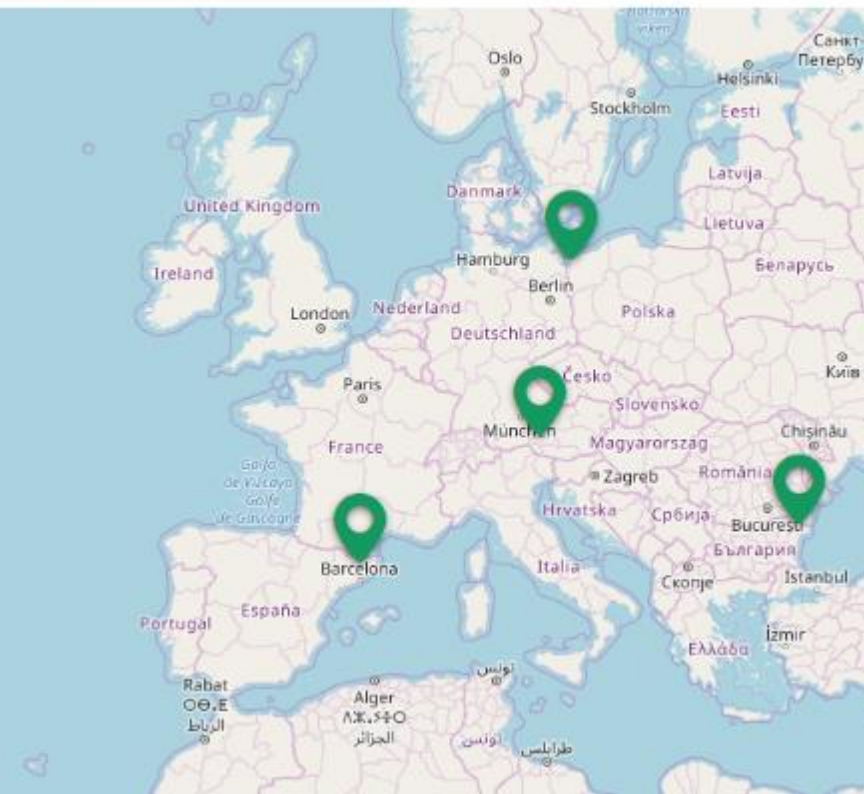 Oslo
Санкт-
Петербу
Helsinki
Stockholm
Eesti
Latvija
Danmark
United Kingdom
Lietuva
Hamburg
Беларусь
Ireland
Berlin
London
Nederland
Polska
Deutschland
Київ
Paris
Česko
Slovensko
München
Chișinău
France
Magyarország
Golfo
de Vizcaya
Golfe
de Gascogne
România
Zagreb
Hrvatska
Србија
București
България
Barcelona
Italia
Скопје
İstanbul
España
Portugal
İzmir
Ελλάδα
تونس
Rabat
ⵔⴱⴰⵟ
الرباط
Alger
الجزائر
تونس
طرابلس